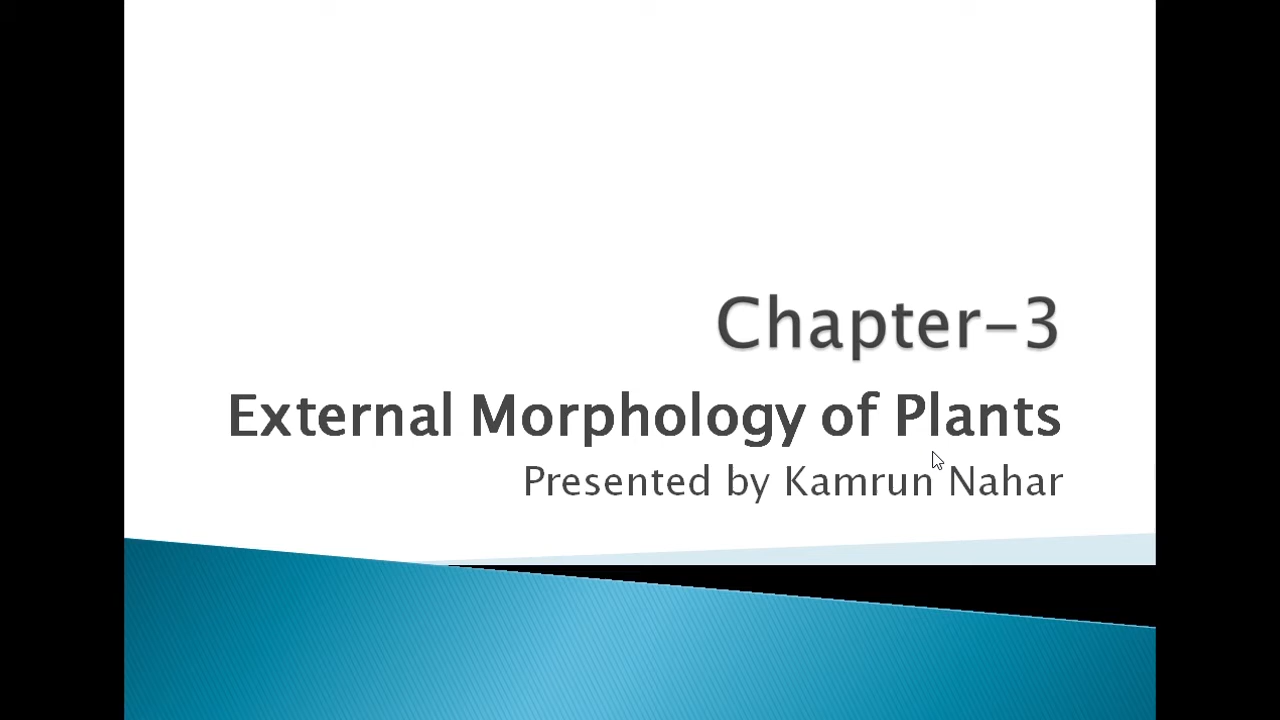 Chapter-3
External Morphology of Plants
Presented by Kamrun Nahar